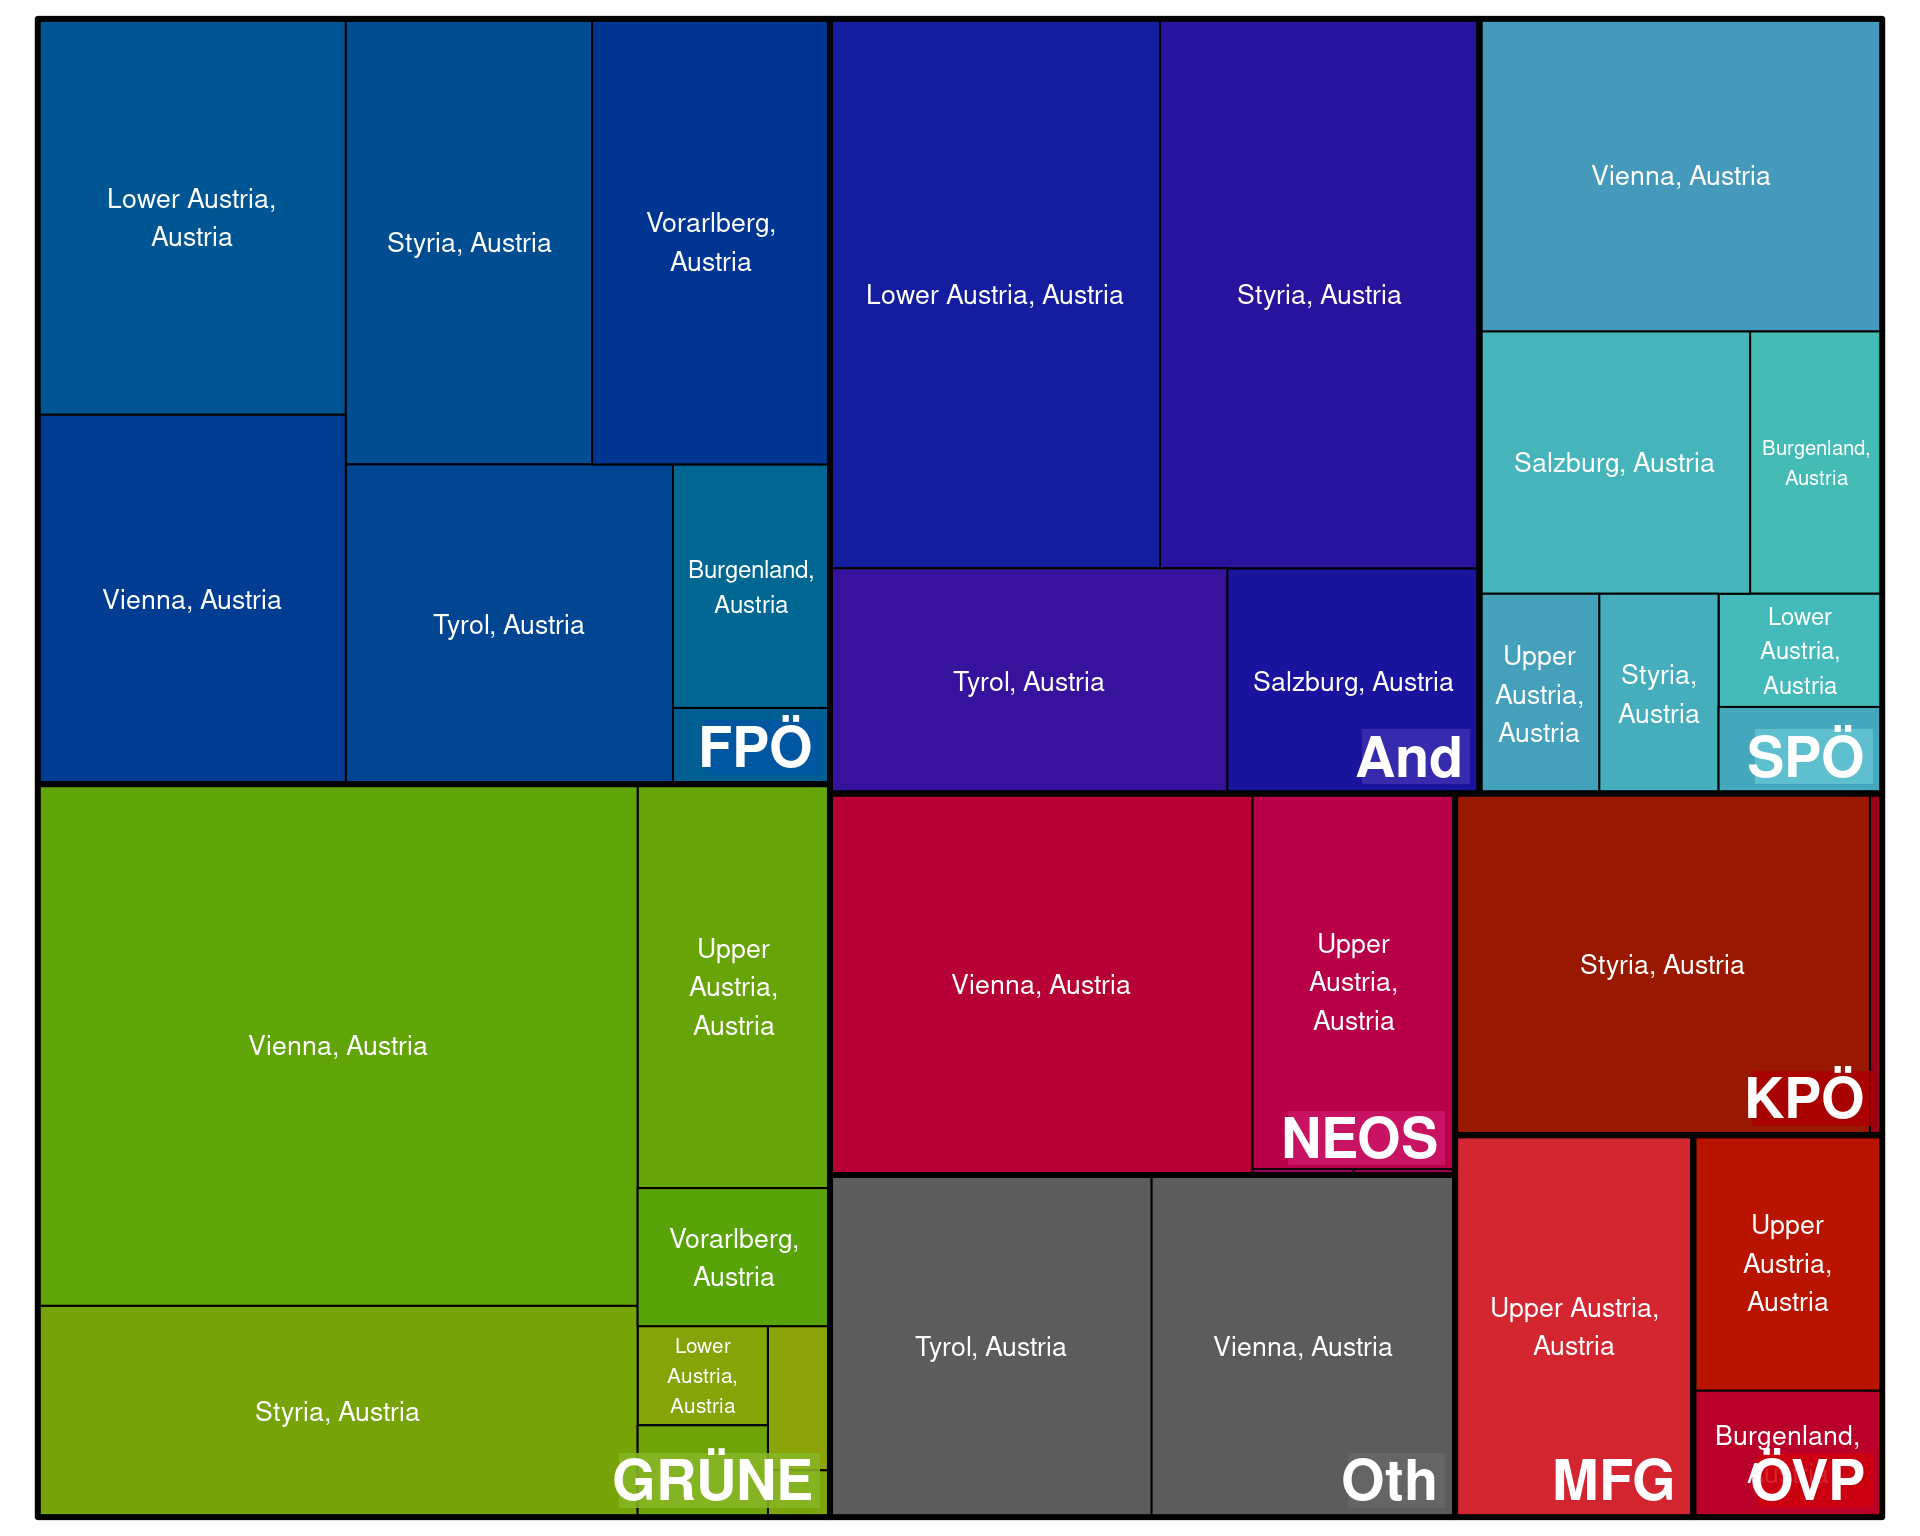 Lower Austria,
Austria
Styria, Austria
Vorarlberg,
Austria
Vienna, Austria
Tyrol, Austria
Burgenland,
Austria
FPÖ
Lower Austria, Austria
Styria, Austria
Tyrol, Austria
Salzburg, Austria
And
Vienna, Austria
Salzburg, Austria
Burgenland,
Austria
Upper
Austria,
Austria
Styria,
Austria
Lower
Austria,
Austria
SPÖ
Vienna, Austria
Upper
Austria,
Austria
Vorarlberg,
Austria
Styria, Austria
Lower
Austria,
Austria
GRÜNE
Vienna, Austria
Upper
Austria,
Austria
NEOS
Styria, Austria
KPÖ
Tyrol, Austria
Vienna, Austria
Oth
Upper Austria,
Austria
MFG
Upper
Austria,
Austria
Burgenland,
ÖVP